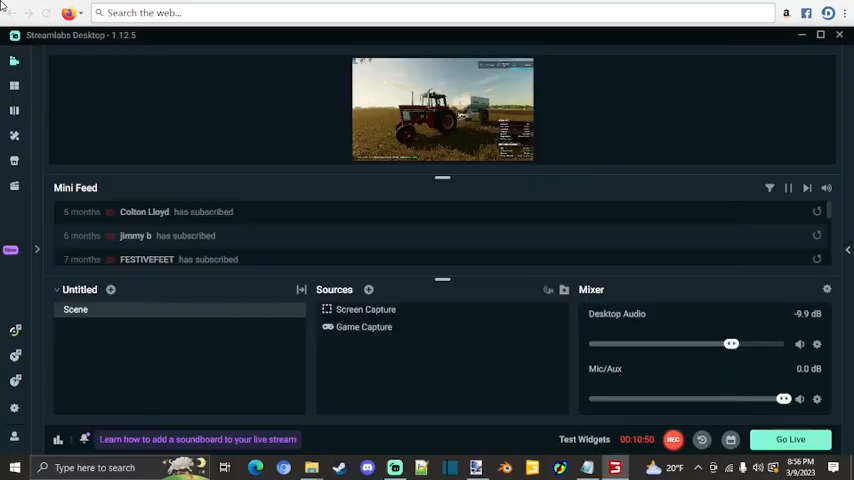 Search the web...
Streamlabs Desktop - 1.12.5
Mini Feed
5 months Colton Lloyd has subscribed
6 months jimmy b has subscribed
7 months FESTIVEFEET has subscribed
New
Untitled
Scene
Sources
Screen Capture
Game Capture
Mixer
Desktop Audio -9.9 dB
Mic/Aux 0.0 dB
Learn how to add a soundboard to your live stream
Test Widgets 00:10:50 REC Go Live
Type here to search
20°F
8:56 PM
3/9/2023